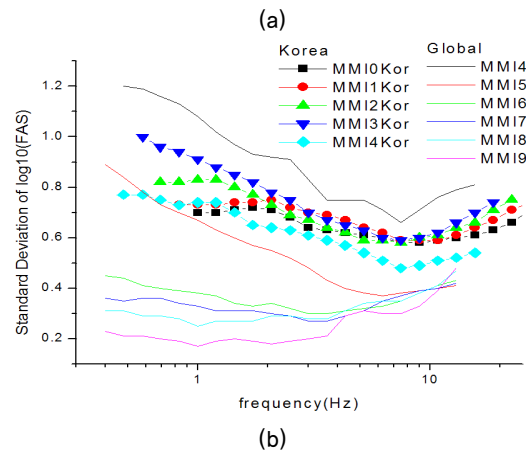 (a)
Korea
MMI0Kor
MMI1Kor
MMI2Kor
MMI3Kor
MMI4Kor
Global
MMI4
MMI5
MMI6
MMI7
MMI8
MMI9
Standard Deviation of log10(FAS)
1.2
1.0
0.8
0.6
0.4
0.2
1
10
frequency(Hz)
(b)